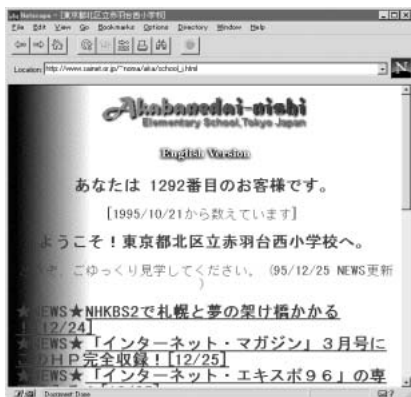 Netscape - [東京都北区立赤羽台西小学校]
File Edit View Go Bookmarks Options Directory Window Help
Location: http://www.sainet.or.jp/~noma/aka/school_j.html
N
Akabanedai-nishi
Elementary School, Tokyo Japan
English Version
あなたは 1292番目のお客様です。
[1995/10/21から数えています]
ようこそ！東京都北区立赤羽台西小学校へ。
どうぞ、ごゆっくり見学してください。（95/12/25 NEWS更新
）
★NEWS★NHKBS2で札幌と夢の架け橋かかる
！[12/24]
★NEWS★「インターネット・マガジン」３月号に
このＨＰ完全収録！[12/25]
★NEWS★「インターネット・エキスポ９６」の専
Document: Done